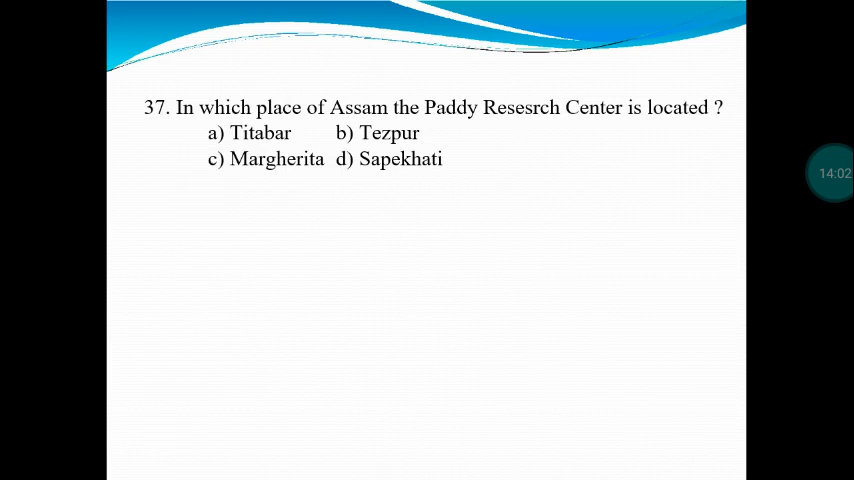 37. In which place of Assam the Paddy Resesrch Center is located ?
a) Titabar b) Tezpur
c) Margherita d) Sapekhati
14:02